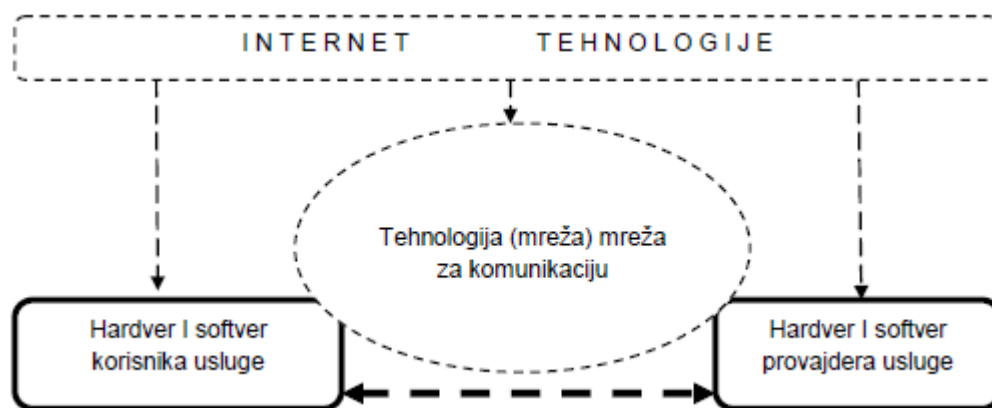 INTERNET TEHNOLOGIJE
Tehnologija (mreža) mreža
za komunikaciju
Hardver I softver
korisnika usluge
Hardver I softver
provajdera usluge